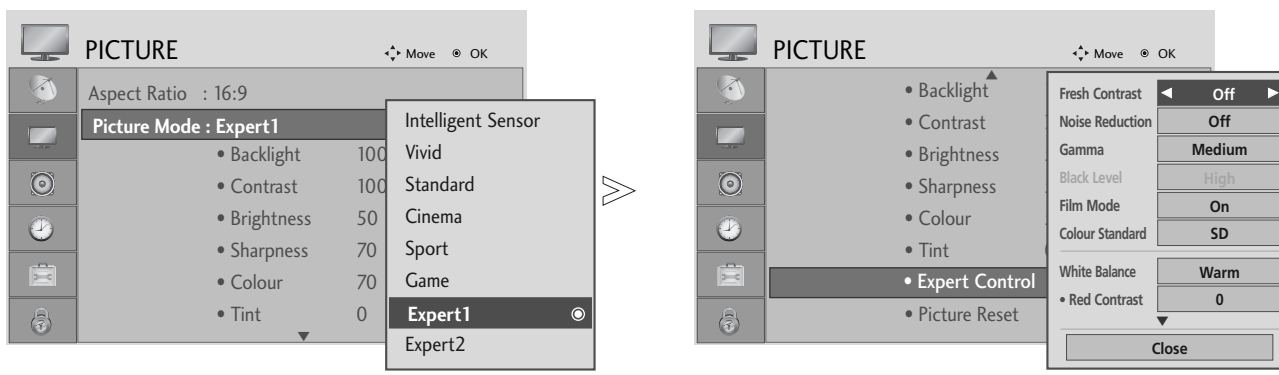 PICTURE
Move OK
Aspect Ratio : 16:9
Picture Mode : Expert1
• Backlight 100
• Contrast 100
• Brightness 50
• Sharpness 70
• Colour 70
• Tint 0
Intelligent Sensor
Vivid
Standard
Cinema
Sport
Game
Expert1
Expert2
PICTURE
Move OK
• Backlight
• Contrast
• Brightness
• Sharpness
• Colour
• Tint
• Expert Control
• Picture Reset
Fresh Contrast Off
Noise Reduction Off
Gamma Medium
Black Level High
Film Mode On
Colour Standard SD
White Balance Warm
• Red Contrast 0
Close